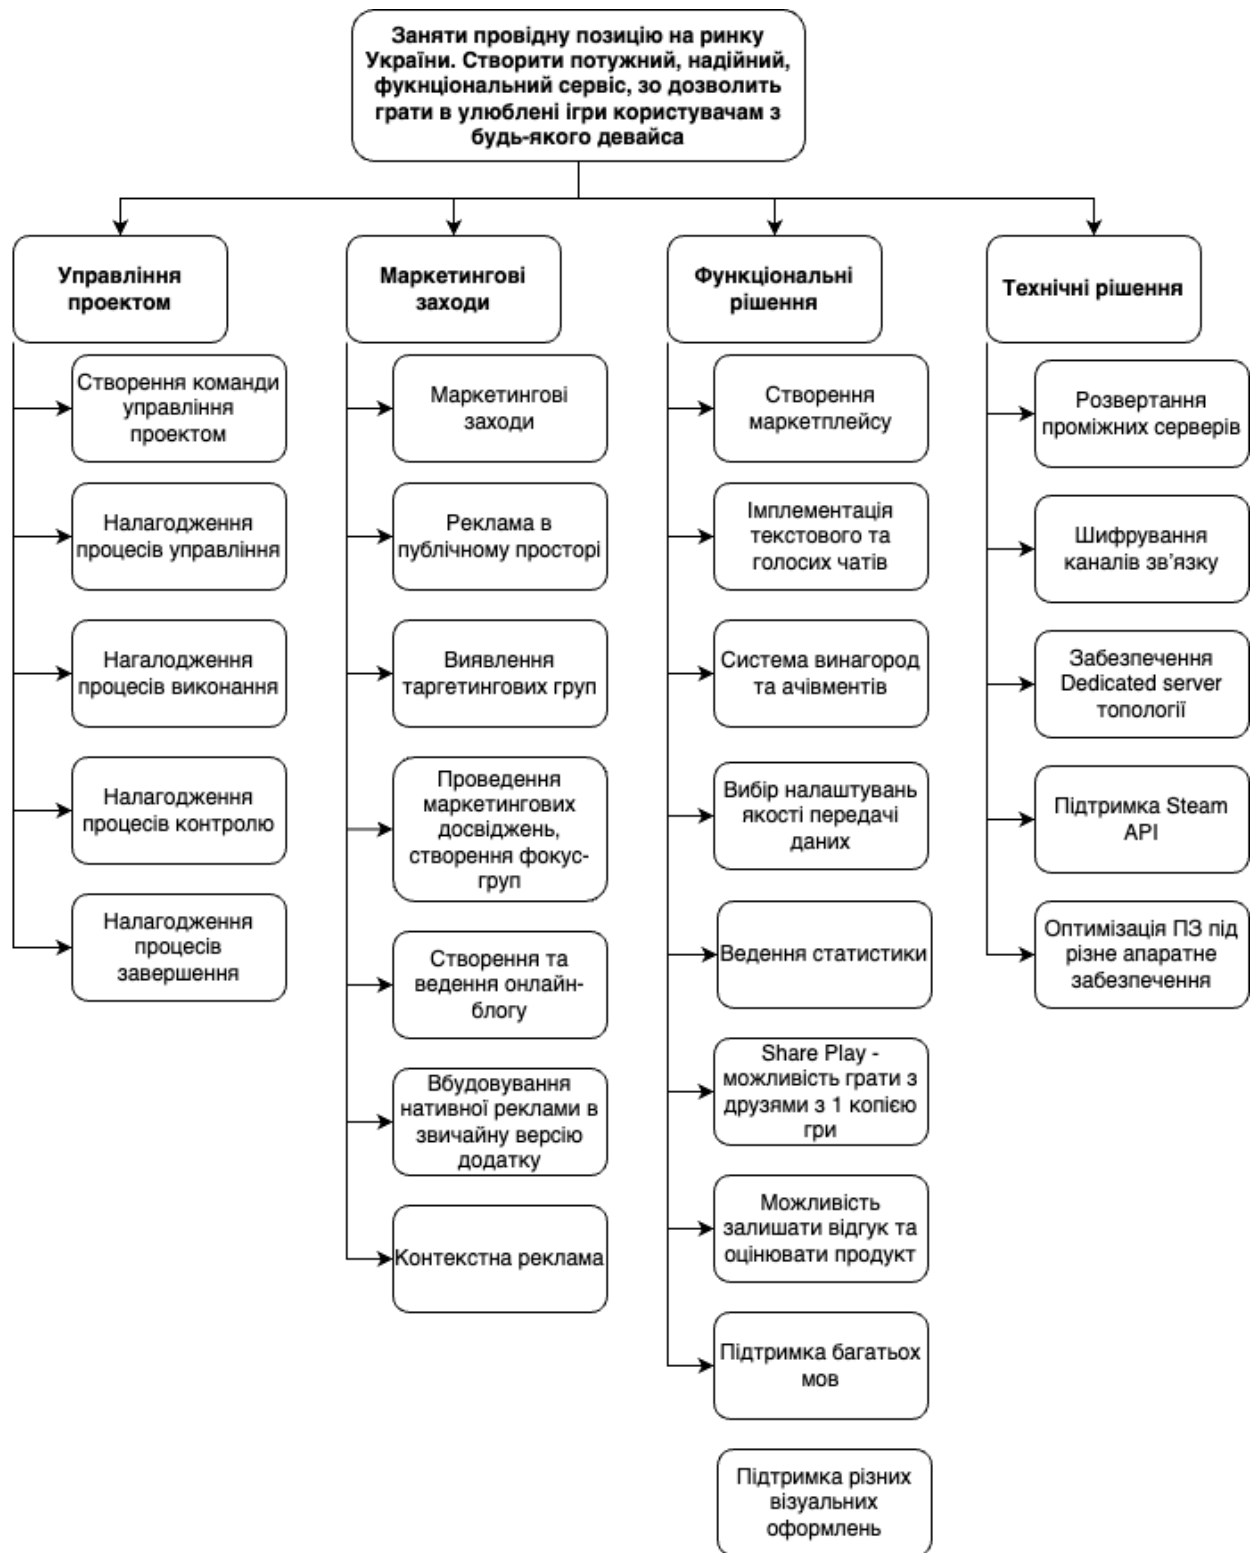 Заняти провідну позицію на ринку
України. Створити потужний, надійний,
фукнціональний сервіс, зо дозволить
грати в улюблені ігри користувачам з
будь-якого девайса
Управління
проектом
Маркетингові
заходи
Функціональні
рішення
Технічні рішення
Створення команди
управління
проектом
Налагодження
процесів управління
Нагалодження
процесів виконання
Налагодження
процесів контролю
Налагодження
процесів
завершення
Маркетингові
заходи
Реклама в
публічному просторі
Виявлення
таргетингових груп
Проведення
маркетингових
досвіджень,
створення фокус-
груп
Створення та
ведення онлайн-
блогу
Вбудовування
нативної реклами в
звичайну версію
додатку
Контекстна реклама
Створення
маркетплейсу
Імплементація
текстового та
голосих чатів
Система винагород
та ачівментів
Вибір налаштувань
якості передачі
даних
Ведення статистики
Share Play -
можливість грати з
друзями з 1 копією
гри
Можливість
залишати відгук та
оцінювати продукт
Підтримка багатьох
мов
Підтримка різних
візуальних
оформлень
Розвертання
проміжних серверів
Шифрування
каналів зв’язку
Забезпечення
Dedicated server
топології
Підтримка Steam
API
Оптимізація ПЗ під
різне апаратне
забезпечення